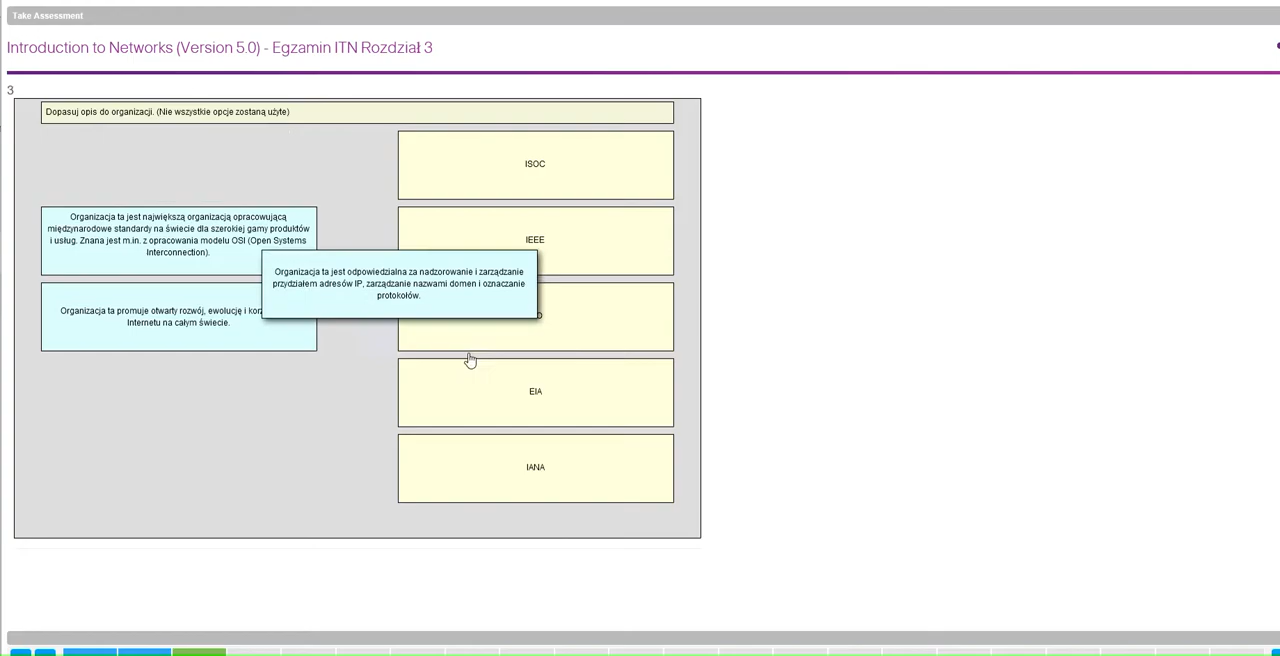 Take Assessment
Introduction to Networks (Version 5.0) - Egzamin ITN Rozdział 3
3
Dopasuj opis do organizacji. (Nie wszystkie opcje zostaną użyte)
ISOC
Organizacja ta jest największą organizacją opracowującą
międzynarodowe standardy na świecie dla szerokiej gamy produktów
i usług. Znana jest m.in. z opracowania modelu OSI (Open Systems
Interconnection).
IEEE
Organizacja ta jest odpowiedzialna za nadzorowanie i zarządzanie
przydziałem adresów IP, zarządzanie nazwami domen i oznaczanie
protokołów.
Organizacja ta promuje otwarty rozwój, ewolucję i
Internetu na całym świecie.
EIA
IANA